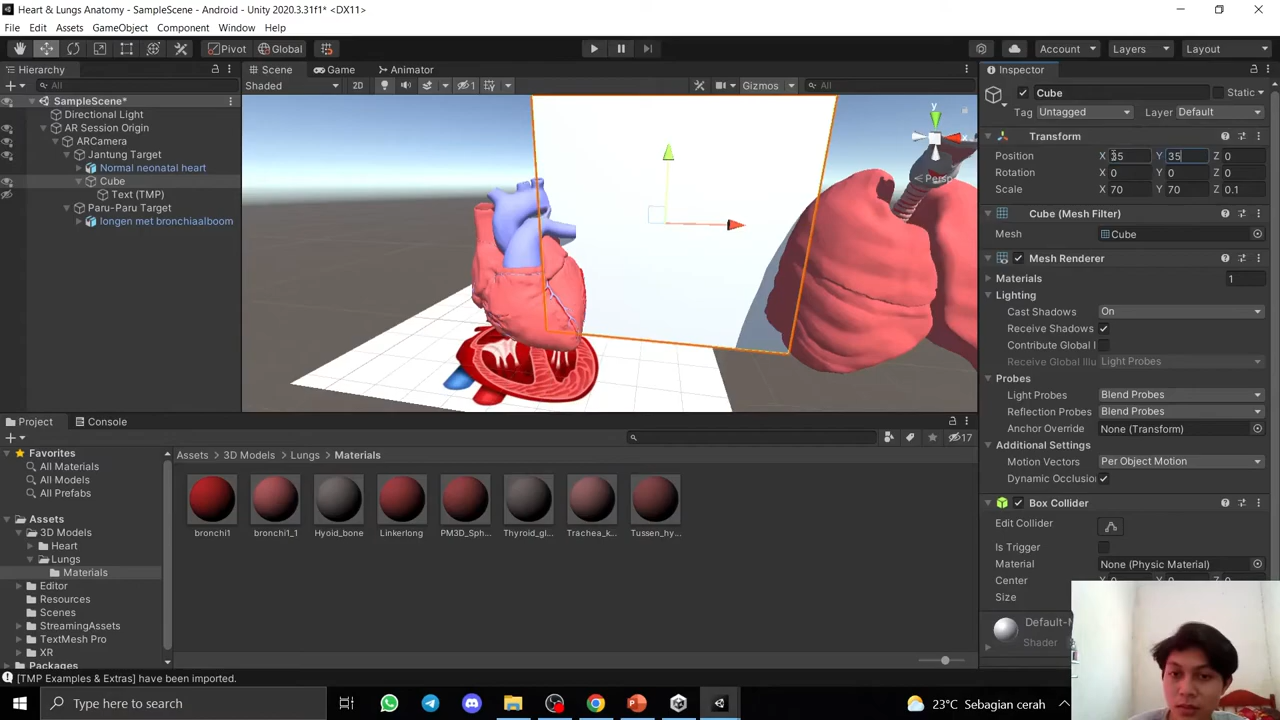 Heart & Lungs Anatomy - SampleScene - Android - Unity 2020.3.31f1* <DX11>
File Edit Assets GameObject Component Window Help
Pivot Global Account Layers Layout
Hierarchy Scene Game Animator Inspector
All Shaded 2D 1 Gizmos All Cube Static
SampleScene*
Tag Untagged Layer Default
Directional Light
AR Session Origin
ARCamera
Jantung Target
Normal neonatal heart
Cube
Text (TMP)
Paru-Paru Target
longen met bronchiaalboom
y
x
Persp
Transform
Position X 35 Y 35 Z 0
Rotation X 0 Y 0 Z 0
Scale X 70 Y 70 Z 0.1
Cube (Mesh Filter)
Mesh Cube
Mesh Renderer
Materials 1
Lighting
Cast Shadows On
Receive Shadows
Contribute Global I
Receive Global Illu Light Probes
Probes
Light Probes Blend Probes
Reflection Probes Blend Probes
Anchor Override None (Transform)
Additional Settings
Motion Vectors Per Object Motion
Dynamic Occlusion
Box Collider
Edit Collider
Is Trigger
Material None (Physic Material)
Center
Size
Default-M
Shader
Project Console
17
Favorites
All Materials
All Models
All Prefabs
Assets
3D Models
Heart
Lungs
Materials
Editor
Resources
Scenes
StreamingAssets
TextMesh Pro
XR
Packages
Assets 3D Models Lungs Materials
bronchi1 bronchi1_1 Hyoid_bone Linkerlong PM3D_Sph... Thyroid_gl... Trachea_k... Tussen_hy...
[TMP Examples & Extras] have been imported.
Type here to search
23°C Sebagian cerah